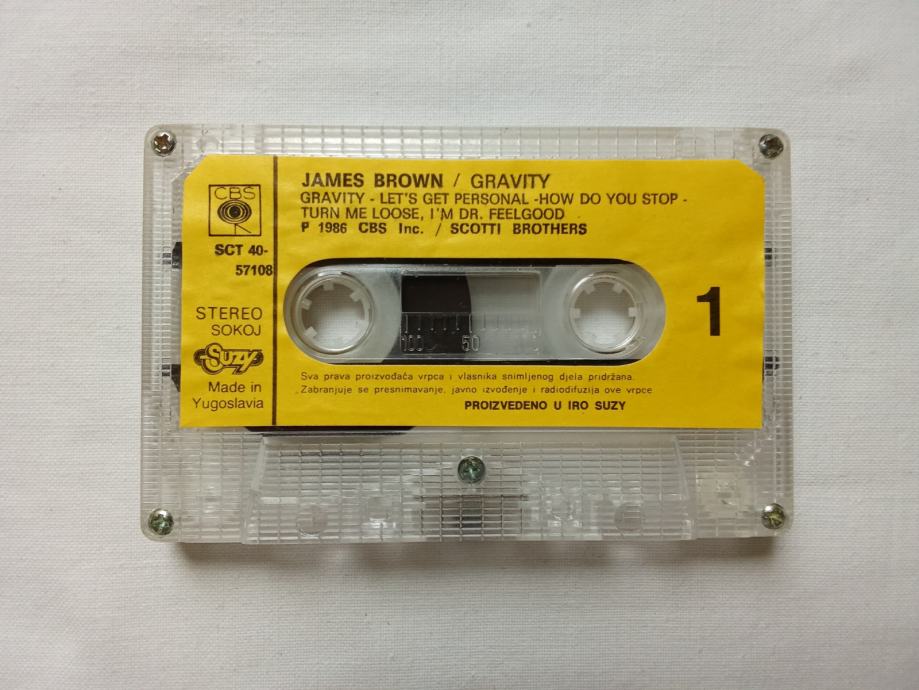 CBS
SCT 40-
57108
STEREO
SOKOJ
SUZY
Made in
Yugoslavia
JAMES BROWN / GRAVITY
GRAVITY - LET'S GET PERSONAL -HOW DO YOU STOP -
TURN ME LOOSE, I'M DR. FEELGOOD
P 1986 CBS Inc. / SCOTTI BROTHERS
100 50
1
Sva prava proizvođača vrpca i vlasnika snimljenog djela pridržana.
Zabranjuje se presnimavanje, javno izvođenje i radiodifuzija ove vrpce
PROIZVEDENO U IRO SUZY